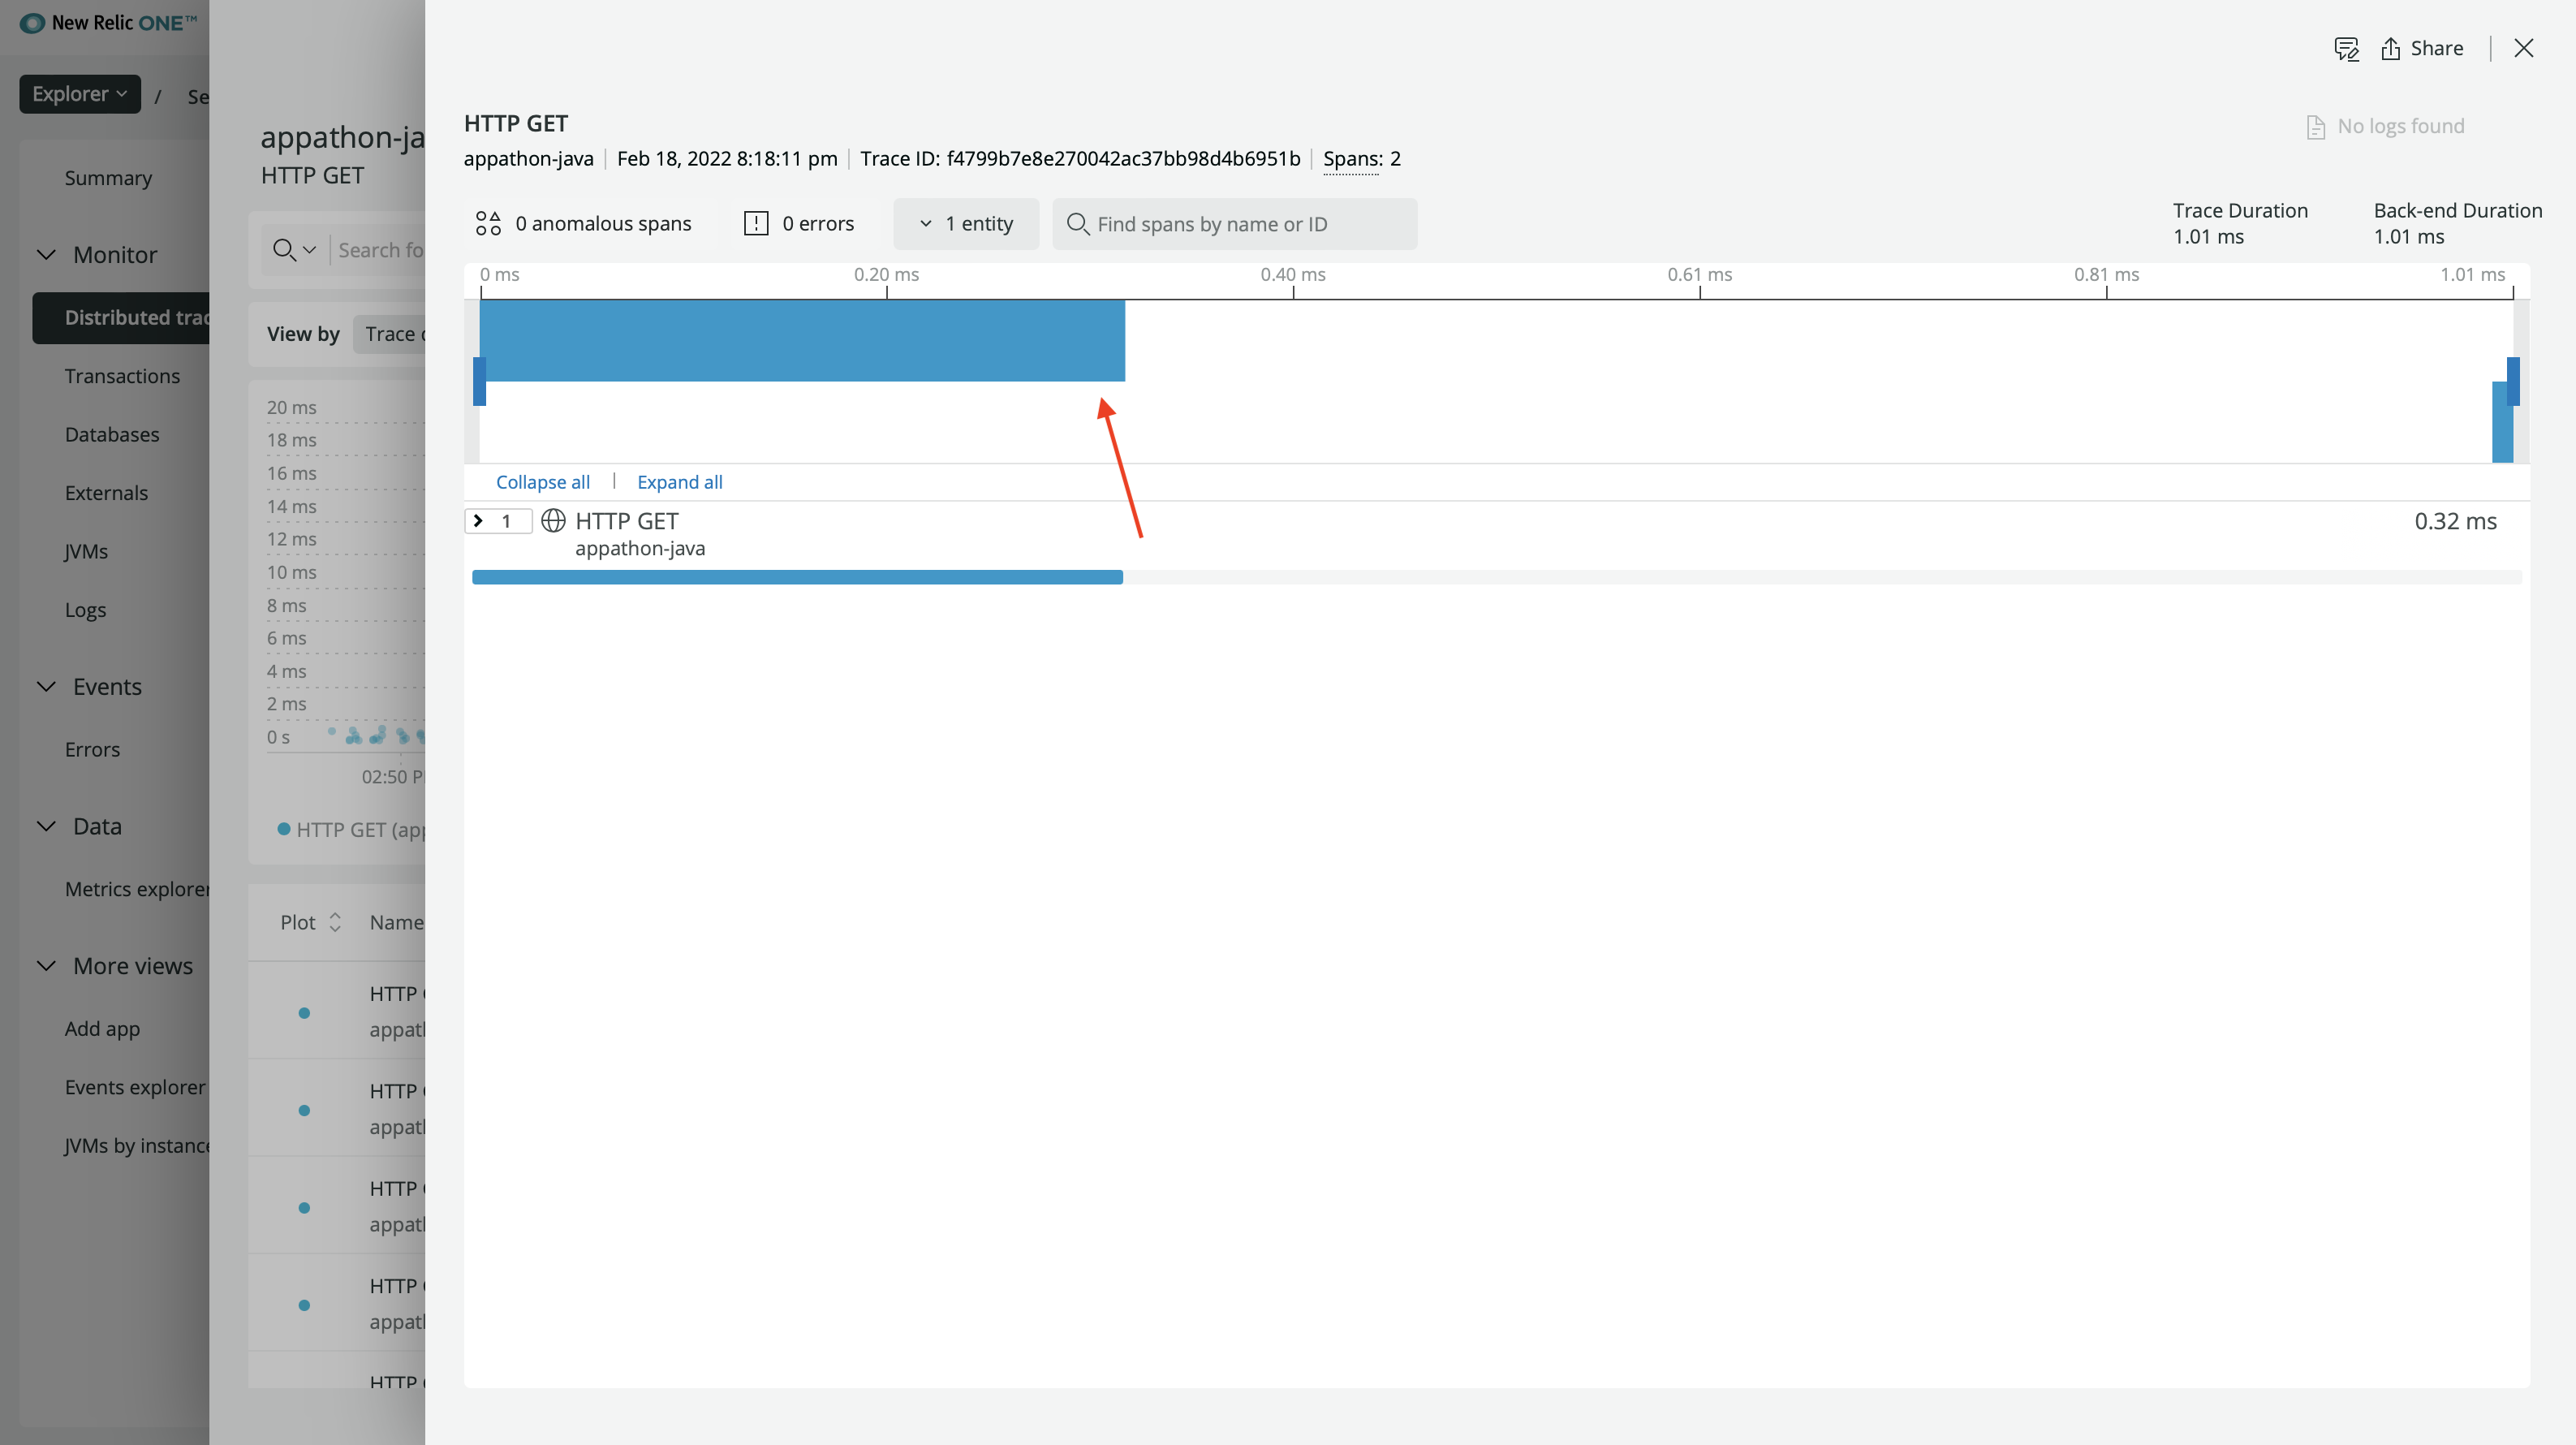 New Relic ONE™
Explorer / Se
Summary
Monitor
Distributed trac
Transactions
Databases
Externals
JVMs
Logs
Events
Errors
Data
Metrics explorer
More views
Add app
Events explorer
JVMs by instance
appathon-ja
HTTP GET
Search fo
View by Trace
20 ms
18 ms
16 ms
14 ms
12 ms
10 ms
8 ms
6 ms
4 ms
2 ms
0 s
02:50 P
HTTP GET (app
Plot Name
HTTP
appath
HTTP
appath
HTTP
appath
HTTP
appath
HTTP
Share
HTTP GET
No logs found
appathon-java | Feb 18, 2022 8:18:11 pm | Trace ID: f4799b7e8e270042ac37bb98d4b6951b | Spans: 2
0 anomalous spans 0 errors 1 entity Find spans by name or ID
Trace Duration Back-end Duration
1.01 ms 1.01 ms
0 ms 0.20 ms 0.40 ms 0.61 ms 0.81 ms 1.01 ms
Collapse all | Expand all
1 HTTP GET 0.32 ms
appathon-java